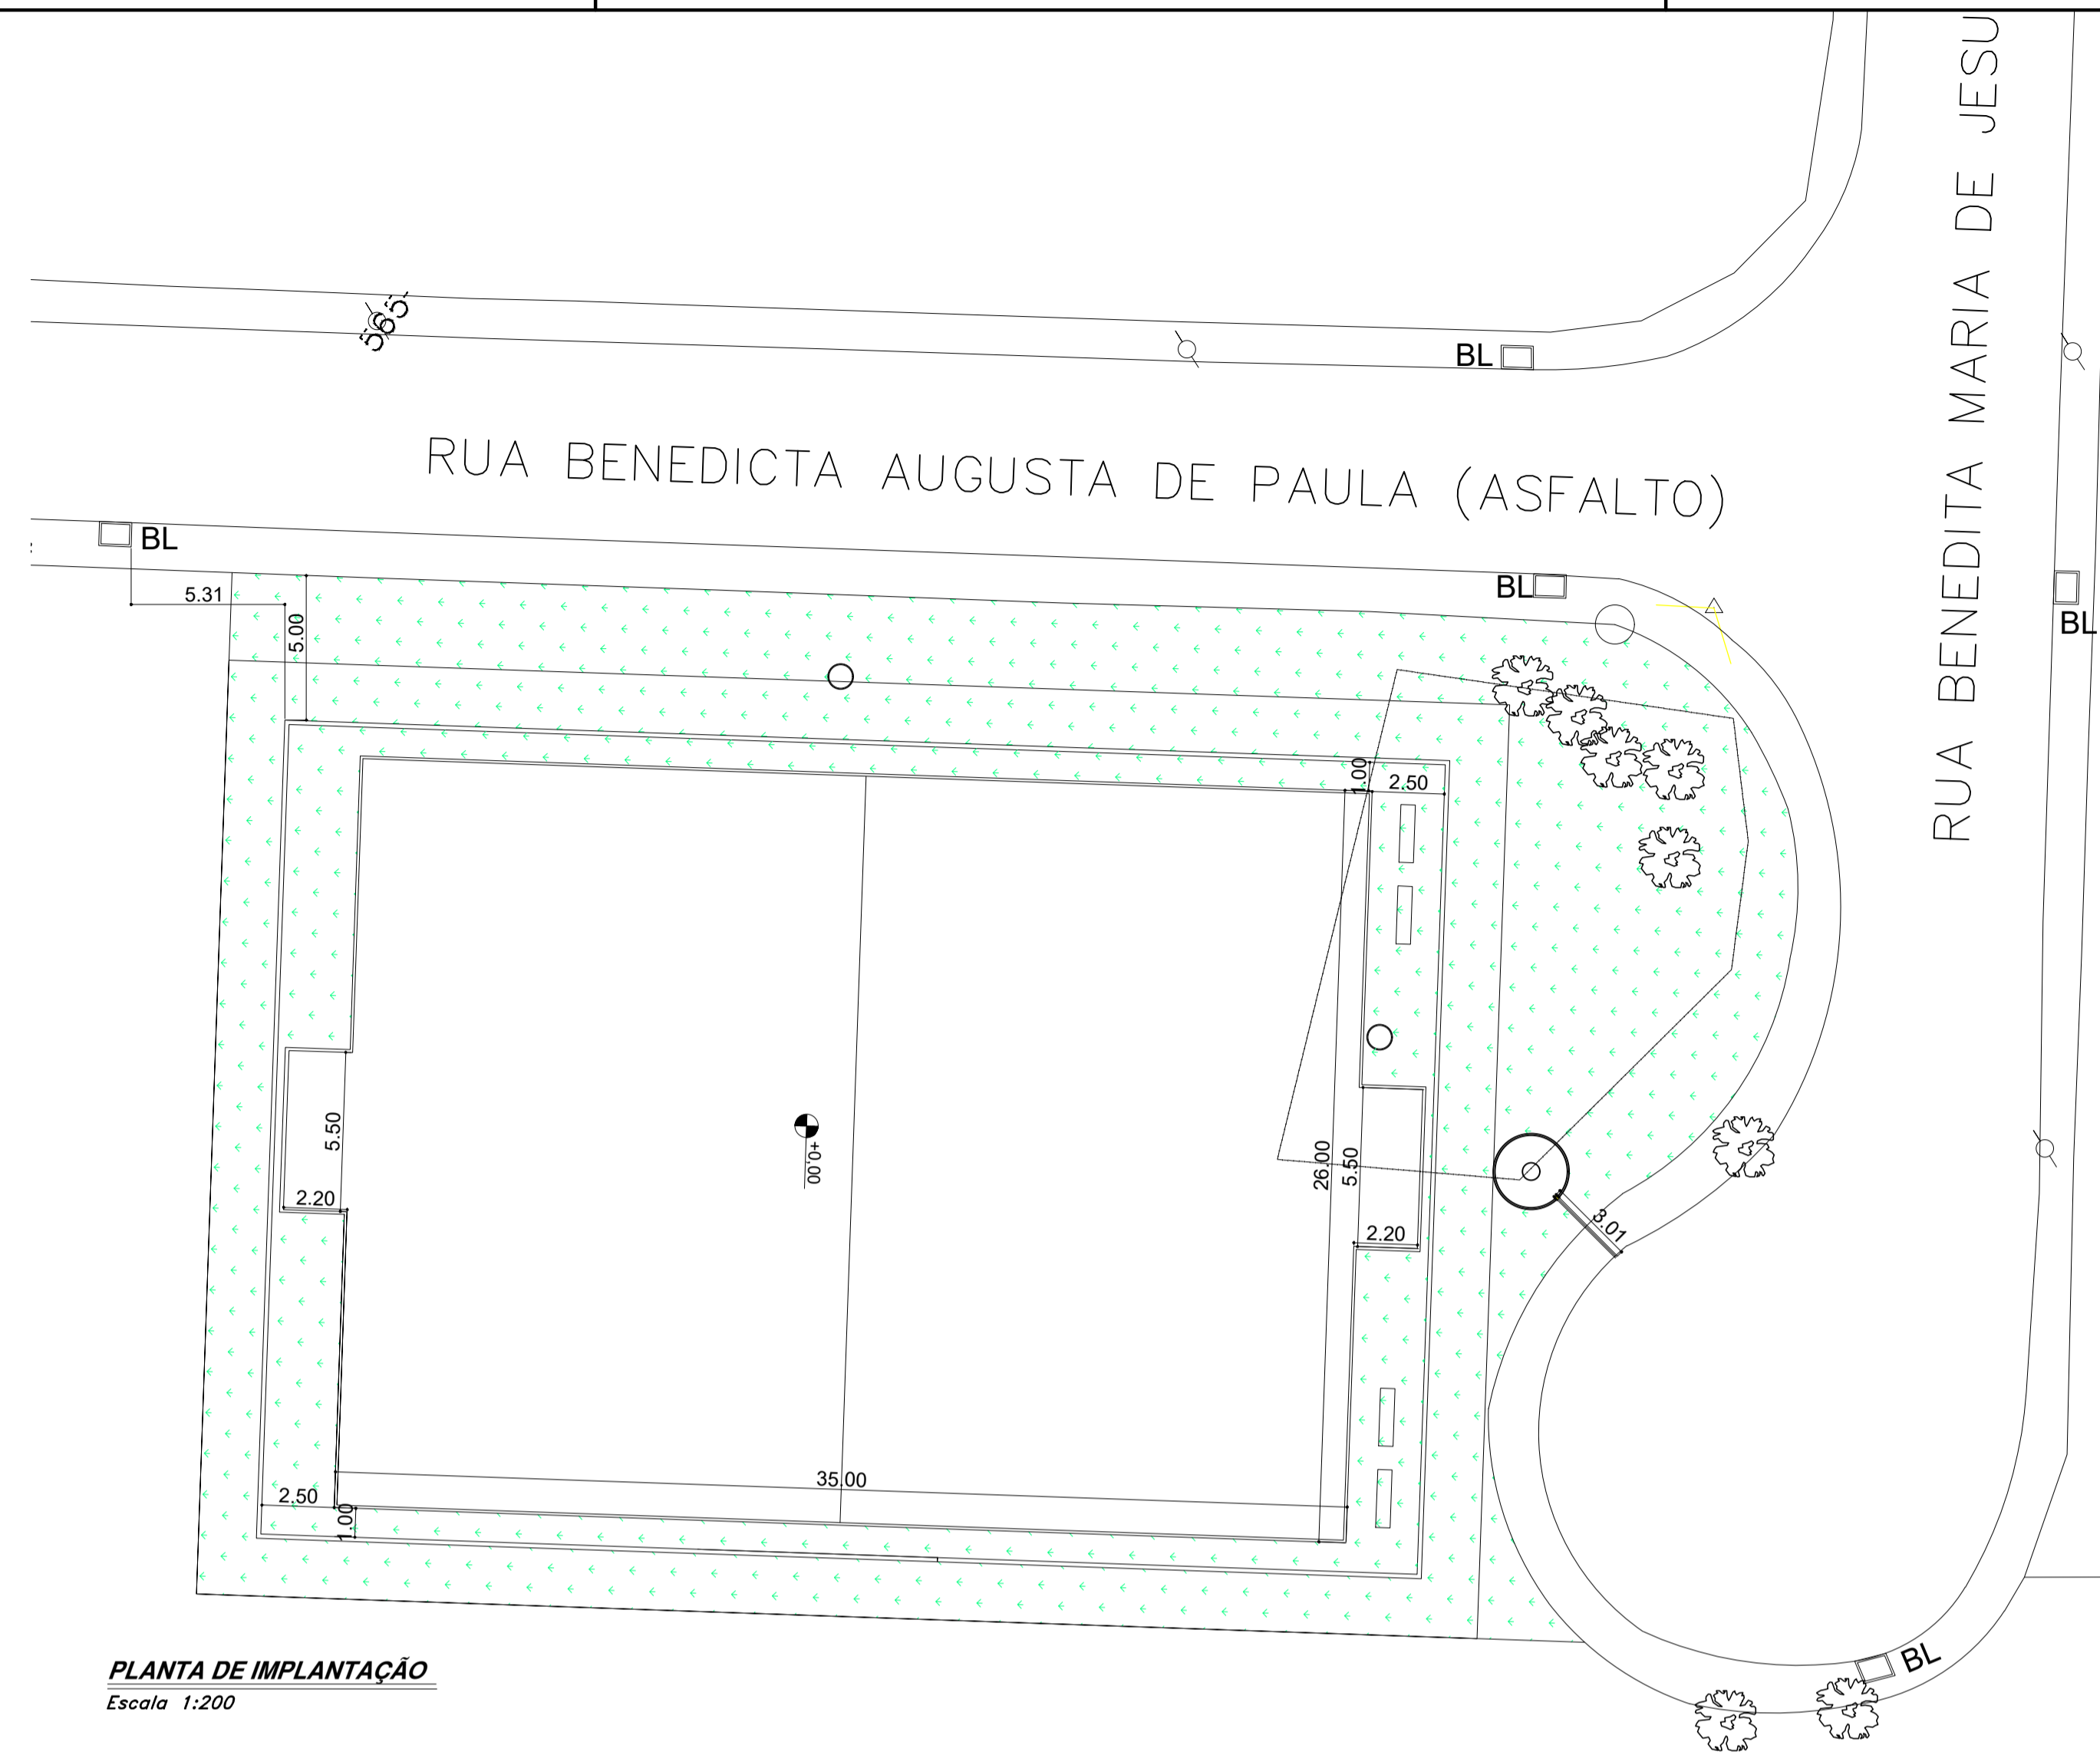 RUA BENEDITA MARIA DE JESU
565
BL
RUA BENEDICTA AUGUSTA DE PAULA (ASFALTO)
BL
BL
BL
5.31
5.00
1.00
2.50
5.50
2.20
+0,00
26.00
5.50
2.20
3.01
35.00
2.50
1.00
BL
PLANTA DE IMPLANTAÇÃO
Escala 1:200